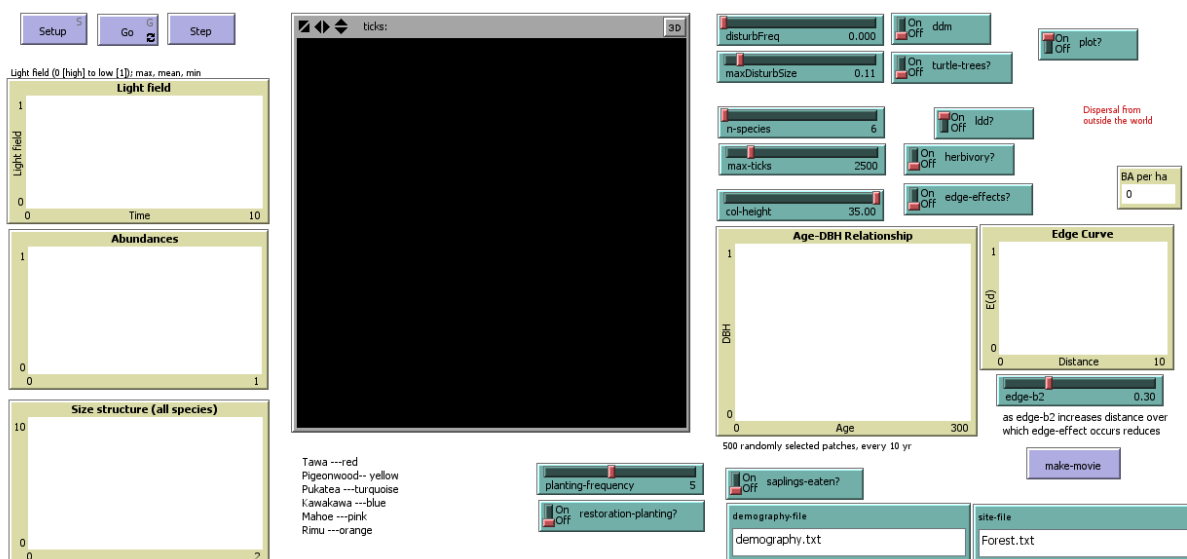 Setup
S
Go
G
Step
ticks:
3D
disturbFreq 0.000
On
Off
ddm
On
Off
plot?
maxDisturbSize 0.11
On
Off
turtle-trees?
Light field (0 [high] to low [1]); max, mean, min
Light field
1
Light field
0
0 Time 10
n-species 6
On
Off
ldd?
Dispersal from
outside the world
max-ticks 2500
On
Off
herbivory?
BA per ha
0
col-height 35.00
On
Off
edge-effects?
Abundances
1
0
0 1
Age-DBH Relationship
1
DBH
0
0 Age 300
500 randomly selected patches, every 10 yr
Edge Curve
1
E(d)
0
0 Distance 10
edge-b2 0.30
as edge-b2 increases distance over
which edge-effect occurs reduces
make-movie
Size structure (all species)
10
0
0 2
Tawa ---red
Pigeonwood-- yellow
Pukatea ---turquoise
Kawakawa ---blue
Mahoe ---pink
Rimu ---orange
planting-frequency 5
On
Off
restoration-planting?
On
Off
saplings-eaten?
demography-file
demography.txt
site-file
Forest.txt